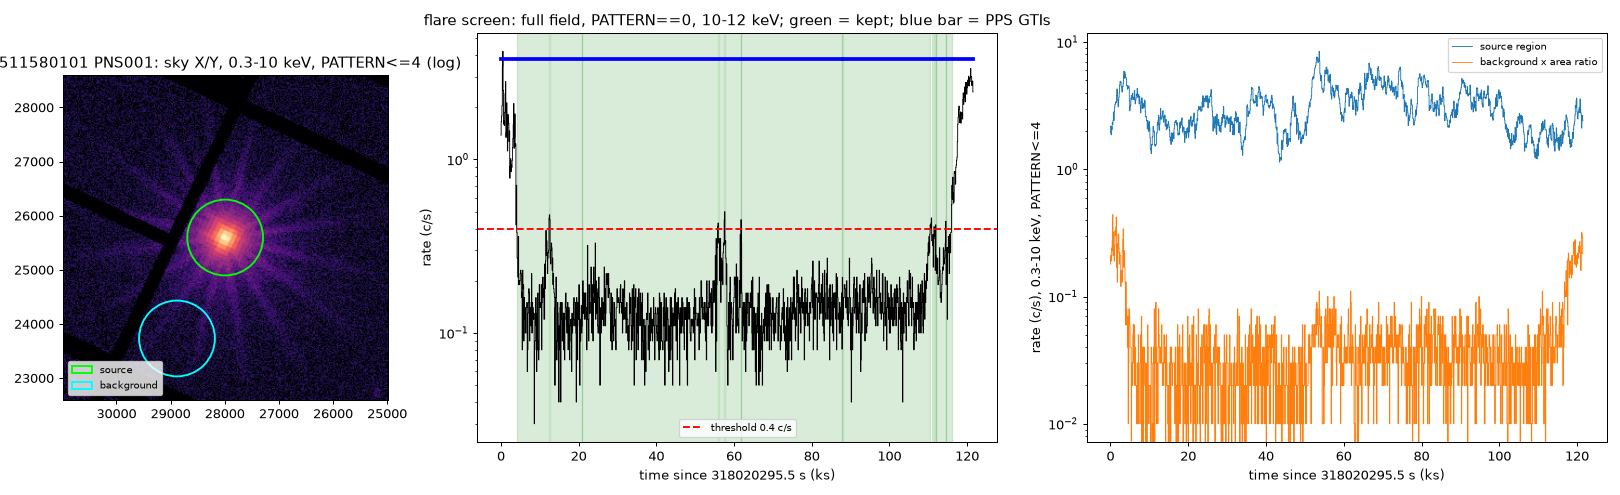 511580101 PNS001: sky X/Y, 0.3-10 keV, PATTERN<=4 (log)
28000
27000
26000
25000
24000
23000
30000 29000 28000 27000 26000 25000
source
background
flare screen: full field, PATTERN==0, 10-12 keV; green = kept; blue bar = PPS GTIs
rate (c/s)
10⁰
10⁻¹
threshold 0.4 c/s
0 20 40 60 80 100 120
time since 318020295.5 s (ks)
rate (c/s), 0.3-10 keV, PATTERN<=4
10¹
10⁰
10⁻¹
10⁻²
source region
background x area ratio
0 20 40 60 80 100 120
time since 318020295.5 s (ks)